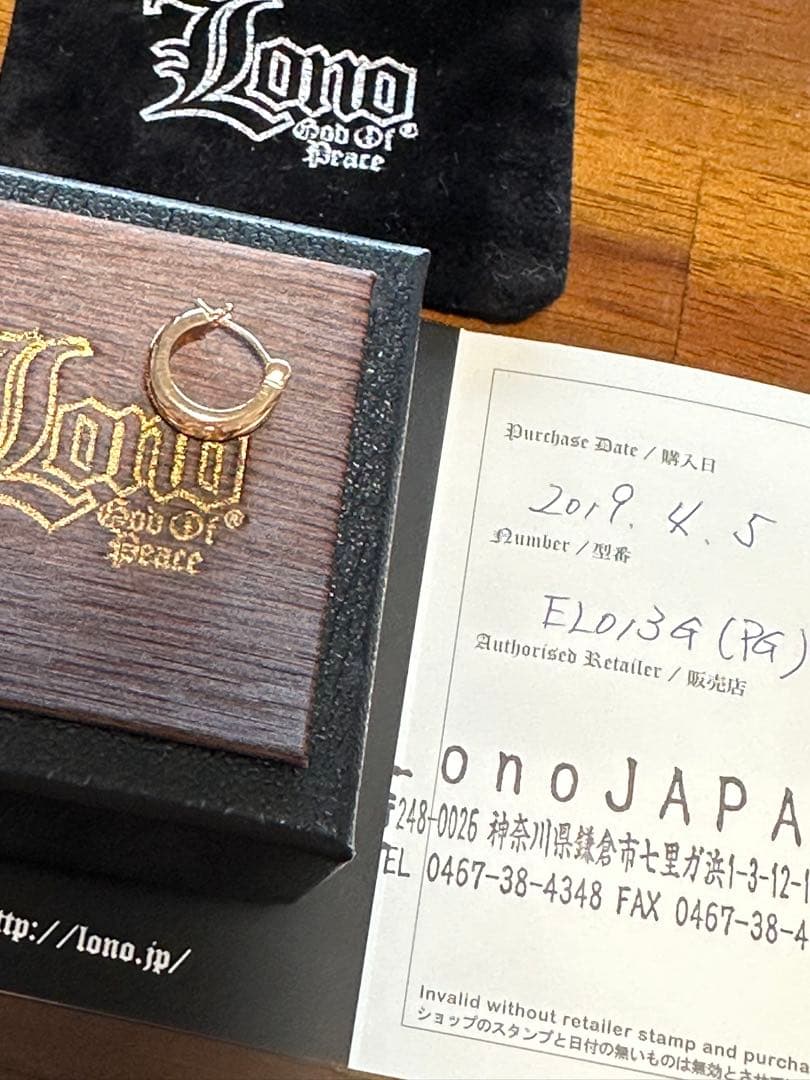 Lono
God Of®
Peace
Lono
God Of®
Peace
Purchase Date / 購入日
2019. 4. 5
Number / 型番
EL013G (PG)
Authorised Retailer / 販売店
LonoJAPA
〒248-0026 神奈川県鎌倉市七里ガ浜1-3-12-1
TEL 0467-38-4348 FAX 0467-38-4
ttp://lono.jp/
Invalid without retailer stamp and purcha
ショップのスタンプと日付の無いものは無効とさせ